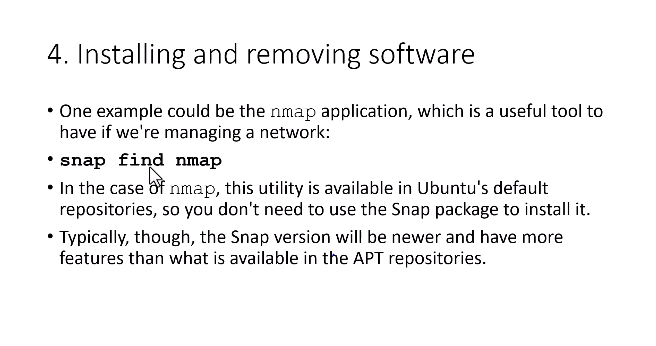 4. Installing and removing software
• One example could be the nmap application, which is a useful tool to
have if we're managing a network:
• snap find nmap
• In the case of nmap, this utility is available in Ubuntu's default
repositories, so you don't need to use the Snap package to install it.
• Typically, though, the Snap version will be newer and have more
features than what is available in the APT repositories.